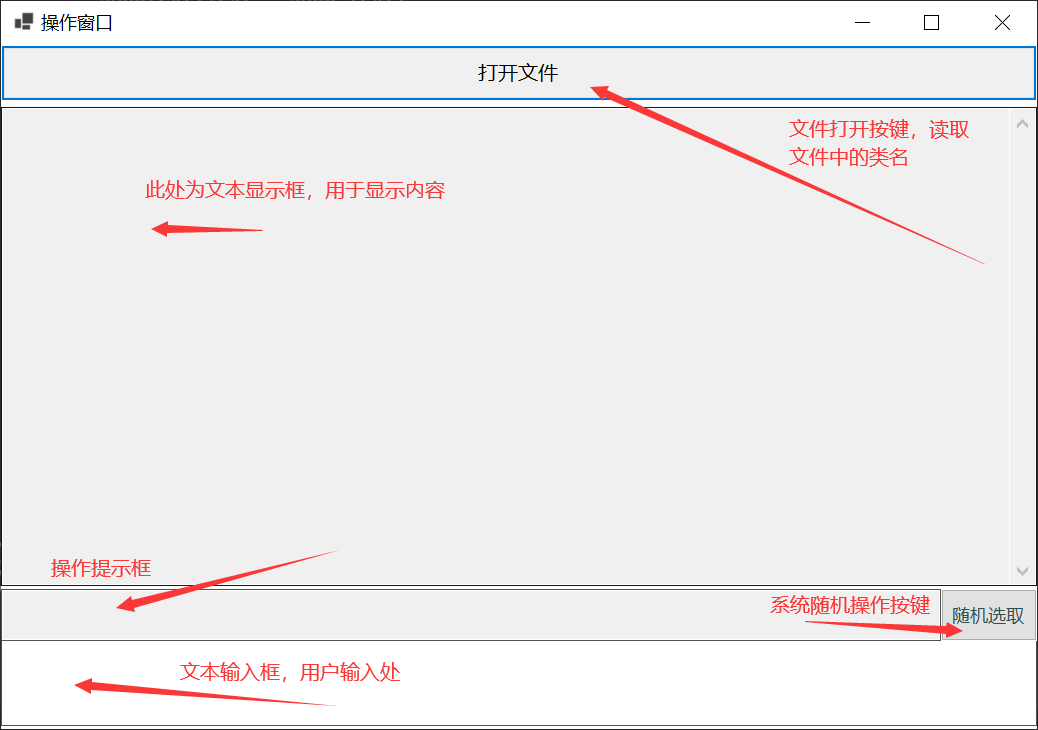 操作窗口
打开文件
文件打开按键，读取
文件中的类名
此处为文本显示框，用于显示内容
操作提示框
系统随机操作按键
随机选取
文本输入框，用户输入处